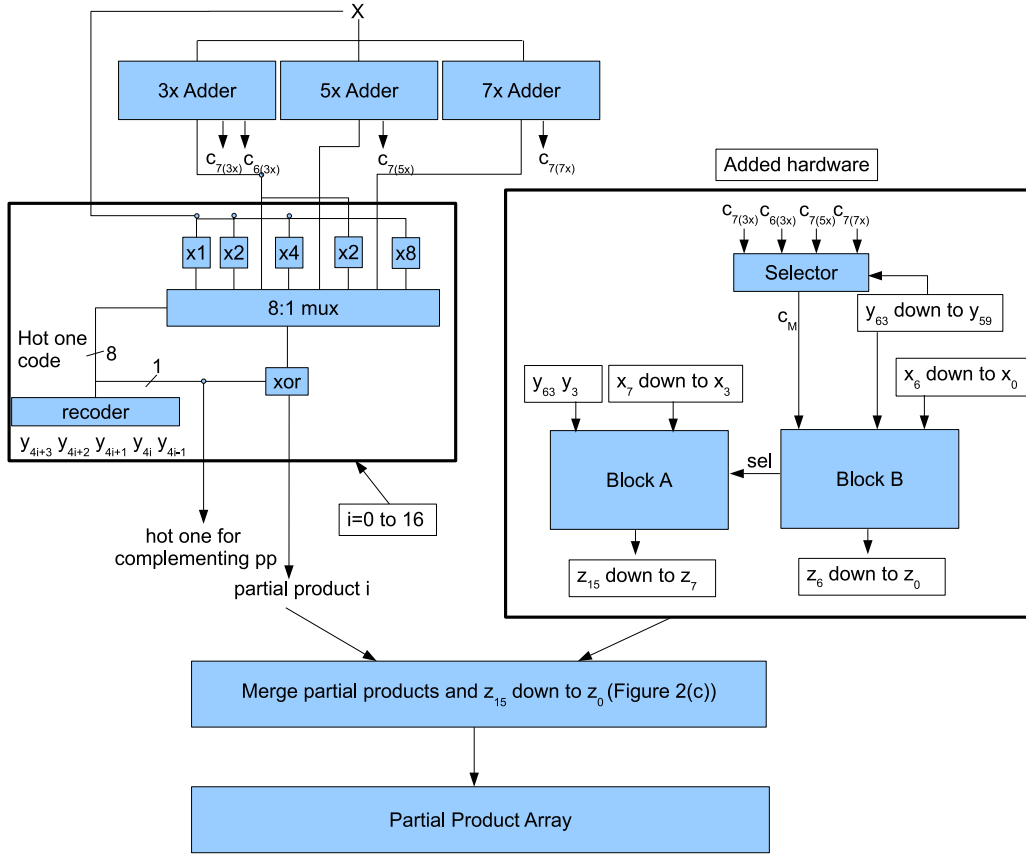 X
3x Adder
5x Adder
7x Adder
c7(3x) c6(3x)
c7(5x)
c7(7x)
Added hardware
c7(3x) c6(3x) c7(5x) c7(7x)
x1
x2
x4
x2
x8
Selector
8:1 mux
cM
y63 down to y59
Hot one
code
8
1
xor
y63 y3
x7 down to x3
x6 down to x0
recoder
y4i+3 y4i+2 y4i+1 y4i y4i-1
Block A
sel
Block B
i=0 to 16
hot one for
complementing pp
z15 down to z7
z6 down to z0
partial product i
Merge partial products and z15 down to z0 (Figure 2(c))
Partial Product Array